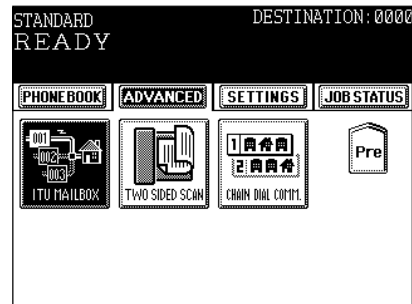 STANDARD DESTINATION:0000
READY
PHONE BOOK ADVANCED SETTINGS JOB STATUS
001
002
003
ITU MAILBOX
TWO SIDED SCAN
1
2
CHAIN DIAL COMM.
Pre